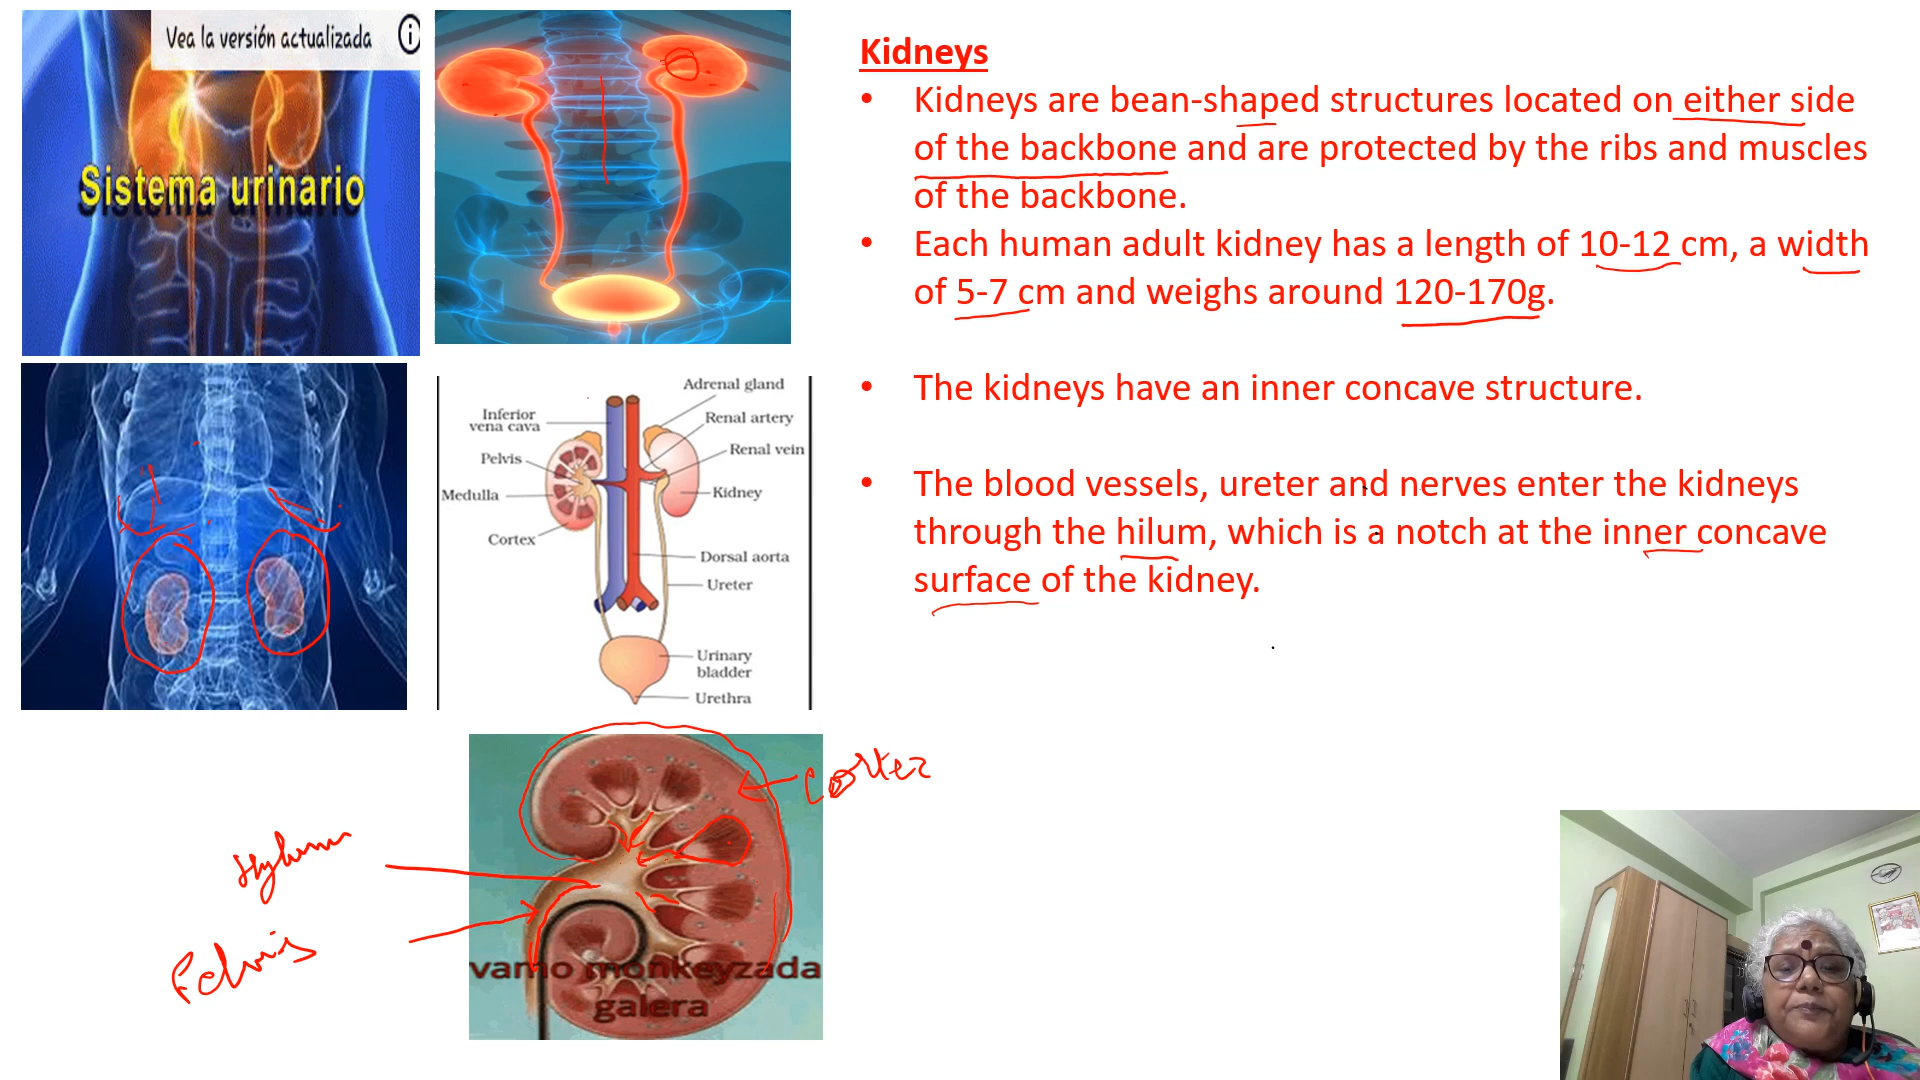 Vea la versión actualizada
Sistema urinario
Kidneys
• Kidneys are bean-shaped structures located on either side
of the backbone and are protected by the ribs and muscles
of the backbone.
• Each human adult kidney has a length of 10-12 cm, a width
of 5-7 cm and weighs around 120-170g.
• The kidneys have an inner concave structure.
• The blood vessels, ureter and nerves enter the kidneys
through the hilum, which is a notch at the inner concave
surface of the kidney.
Adrenal gland
Inferior
vena cava
Renal artery
Renal vein
Pelvis
Medulla
Kidney
Cortex
Dorsal aorta
Ureter
Urinary
bladder
Urethra
Cortex
Hylum
Pelvis
vamo monkeyzada
galera